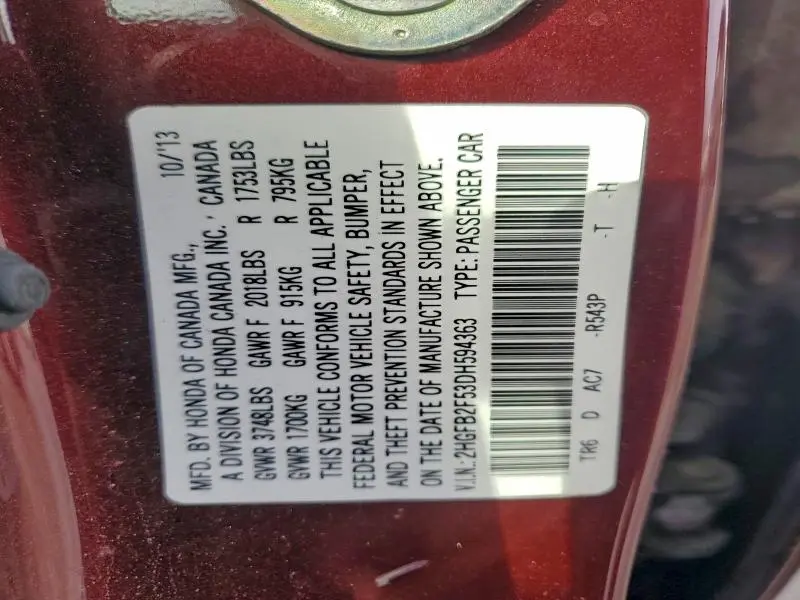 MFD. BY HONDA OF CANADA MFG., 10/'13
A DIVISION OF HONDA CANADA INC., CANADA
GVWR 3748LBS GAWR F 2018LBS R 1753LBS
GVWR 1700KG GAWR F 915KG R 795KG
THIS VEHICLE CONFORMS TO ALL APPLICABLE
FEDERAL MOTOR VEHICLE SAFETY, BUMPER,
AND THEFT PREVENTION STANDARDS IN EFFECT
ON THE DATE OF MANUFACTURE SHOWN ABOVE.
V.I.N.: 2HGFB2F53DH594363 TYPE: PASSENGER CAR
TR6 D AC7 -R543P -T -H